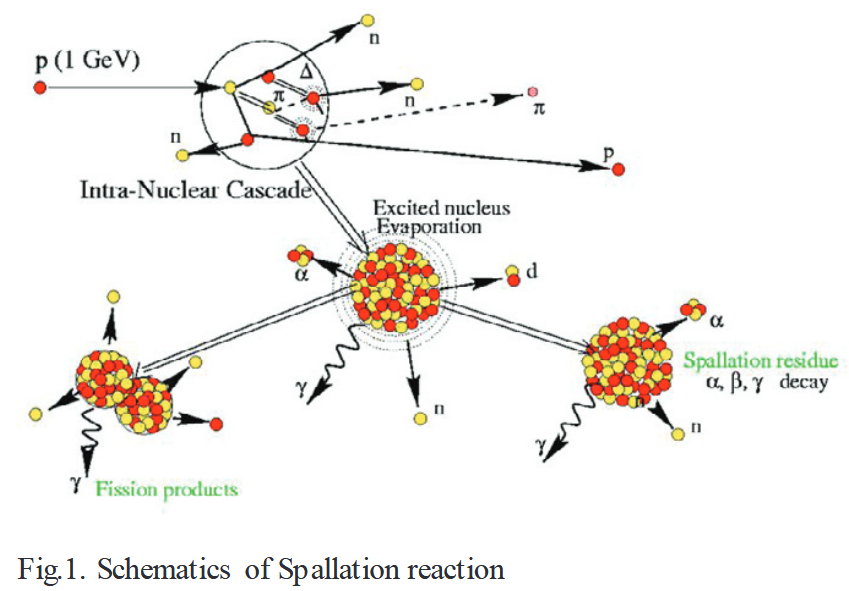 n
p (1 GeV)
Δ
π
n
π
n
p
Intra-Nuclear Cascade
Excited nucleus
Evaporation
α
d
α
Spallation residue
α, β, γ decay
γ
n
n
γ
γ
Fission products
Fig.1. Schematics of Spallation reaction